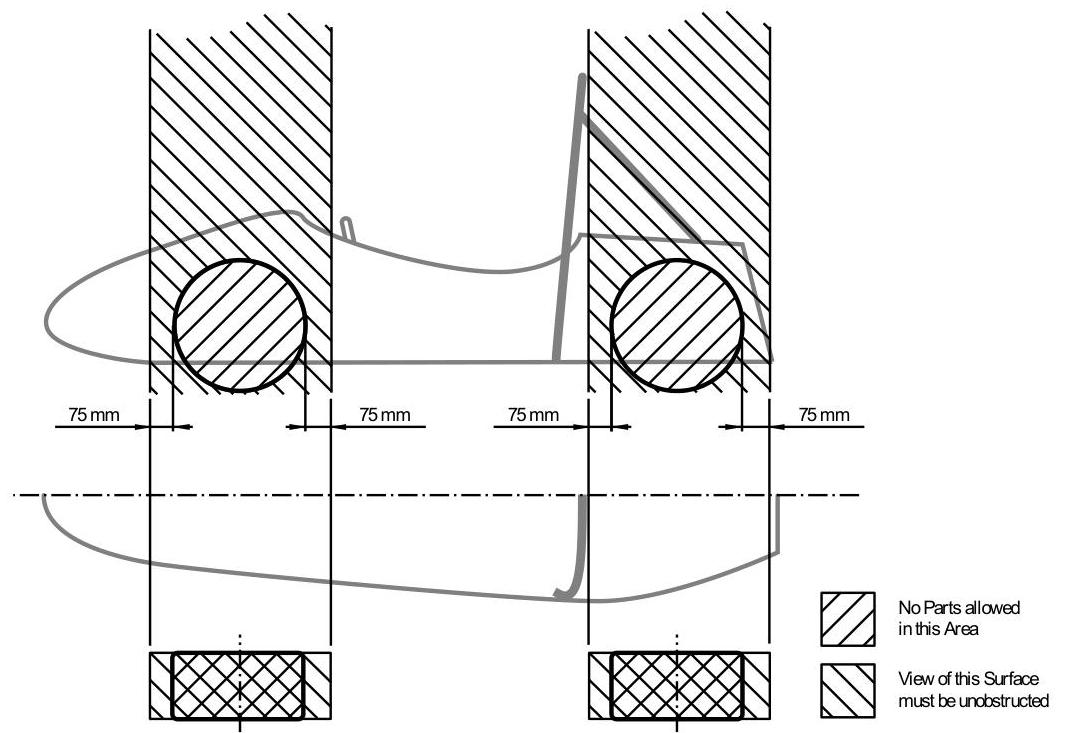 75 mm
75 mm
75 mm
75 mm
No Parts allowed
in this Area
View of this Surface
must be unobstructed